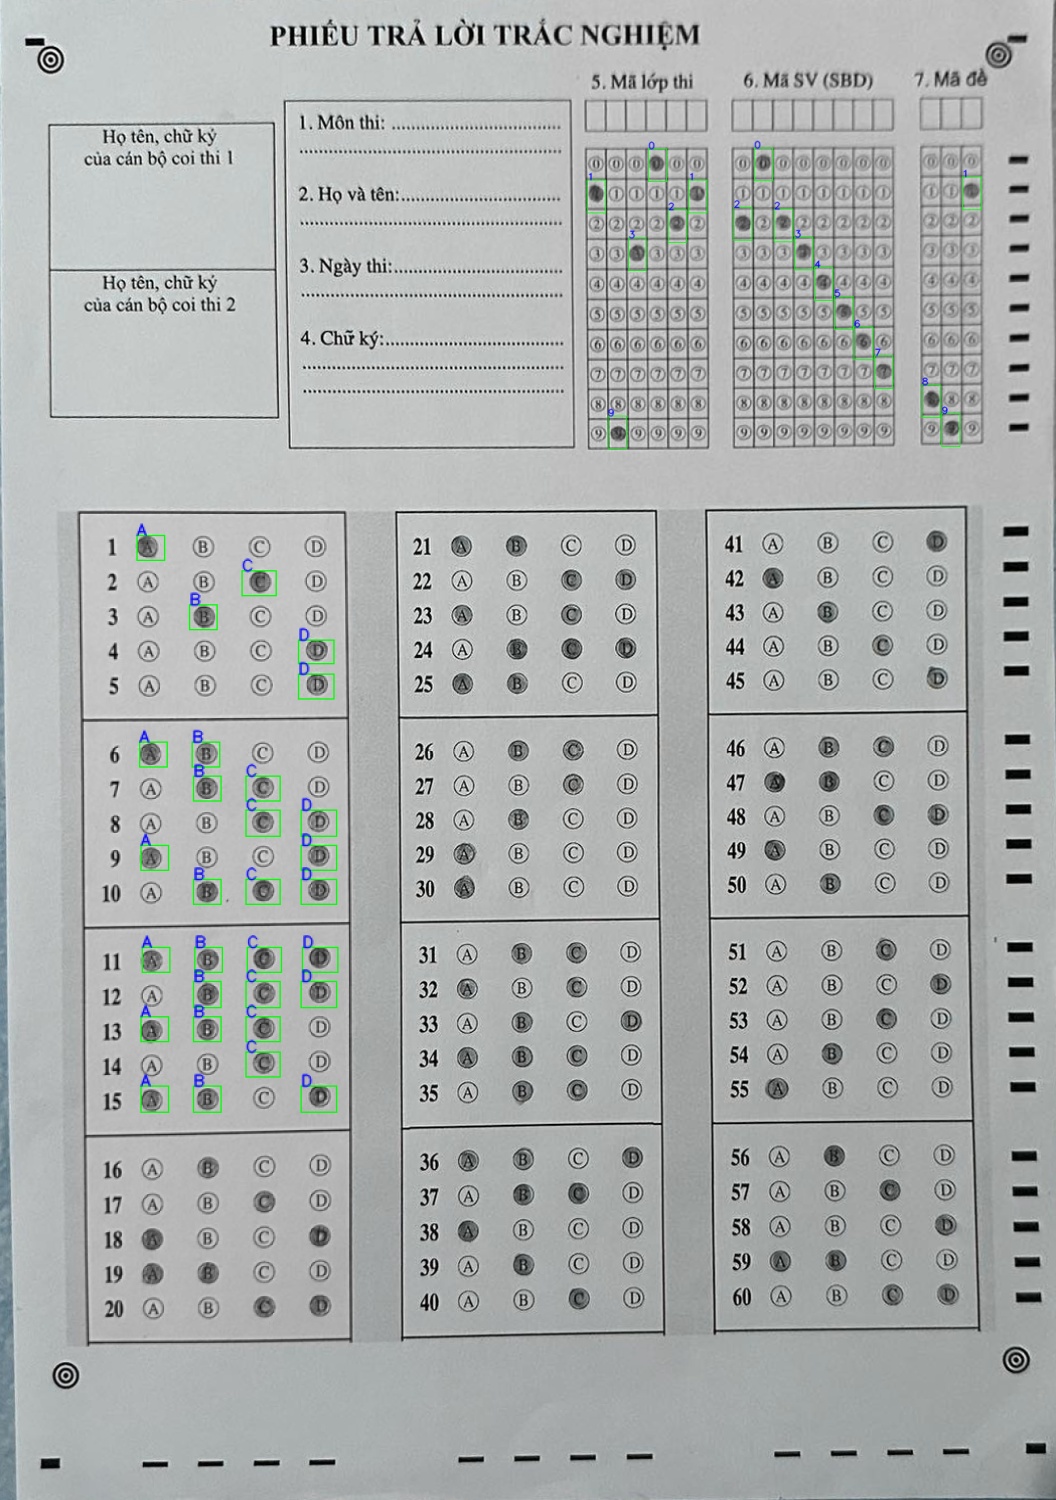 PHIẾU TRẢ LỜI TRẮC NGHIỆM
5. Mã lớp thi
6. Mã SV (SBD)
7. Mã đề
Họ tên, chữ ký
của cán bộ coi thi 1
Họ tên, chữ ký
của cán bộ coi thi 2
1. Môn thi:
2. Họ và tên:
3. Ngày thi:
4. Chữ ký:
1 A B C D
2 A B C D
3 A B C D
4 A B C D
5 A B C D
6 A B C D
7 A B C D
8 A B C D
9 A B C D
10 A B C D
11 A B C D
12 A B C D
13 A B C D
14 A B C D
15 A B C D
16 A B C D
17 A B C D
18 A B C D
19 A B C D
20 A B C D
21 A B C D
22 A B C D
23 A B C D
24 A B C D
25 A B C D
26 A B C D
27 A B C D
28 A B C D
29 A B C D
30 A B C D
31 A B C D
32 A B C D
33 A B C D
34 A B C D
35 A B C D
36 A B C D
37 A B C D
38 A B C D
39 A B C D
40 A B C D
41 A B C D
42 A B C D
43 A B C D
44 A B C D
45 A B C D
46 A B C D
47 A B C D
48 A B C D
49 A B C D
50 A B C D
51 A B C D
52 A B C D
53 A B C D
54 A B C D
55 A B C D
56 A B C D
57 A B C D
58 A B C D
59 A B C D
60 A B C D